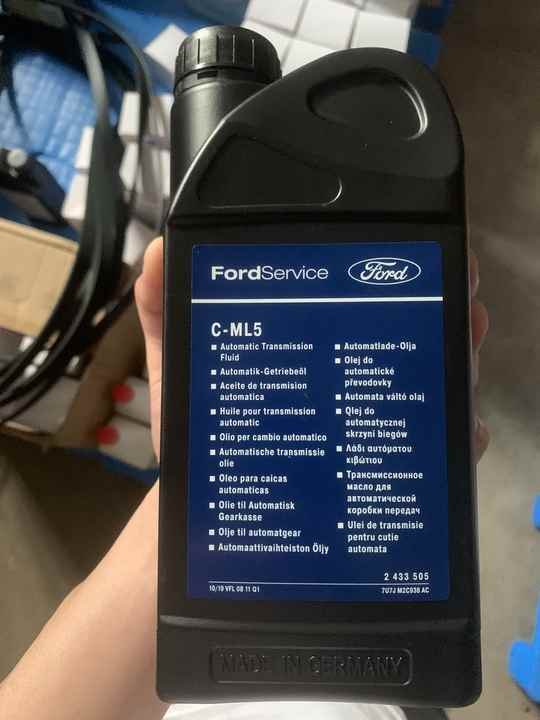 FordService Ford
C-ML5
Automatic Transmission
Fluid
Automatik-Getriebeöl
Aceite de transmision
automatica
Huile pour transmission
automatic
Olio per cambio automatico
Automatische transmissie
olie
Oleo para caicas
automaticas
Olie til Automatisk
Gearkasse
Olje til automatgear
Automaattivaihteiston Öljy
Automatlade-Olja
Olej do
automatické
převodovky
Automata váltó olaj
Qlej do
automatycznej
skrzyni biegów
Λάδι αυτόματου
κιβώτιου
Трансмиссионное
масло для
автоматической
коробки передач
Ulei de transmisie
pentru cutie
automata
2 433 505
10/19 VFL 08 11 Q1
7U7J M2C938 AC
MADE IN GERMANY